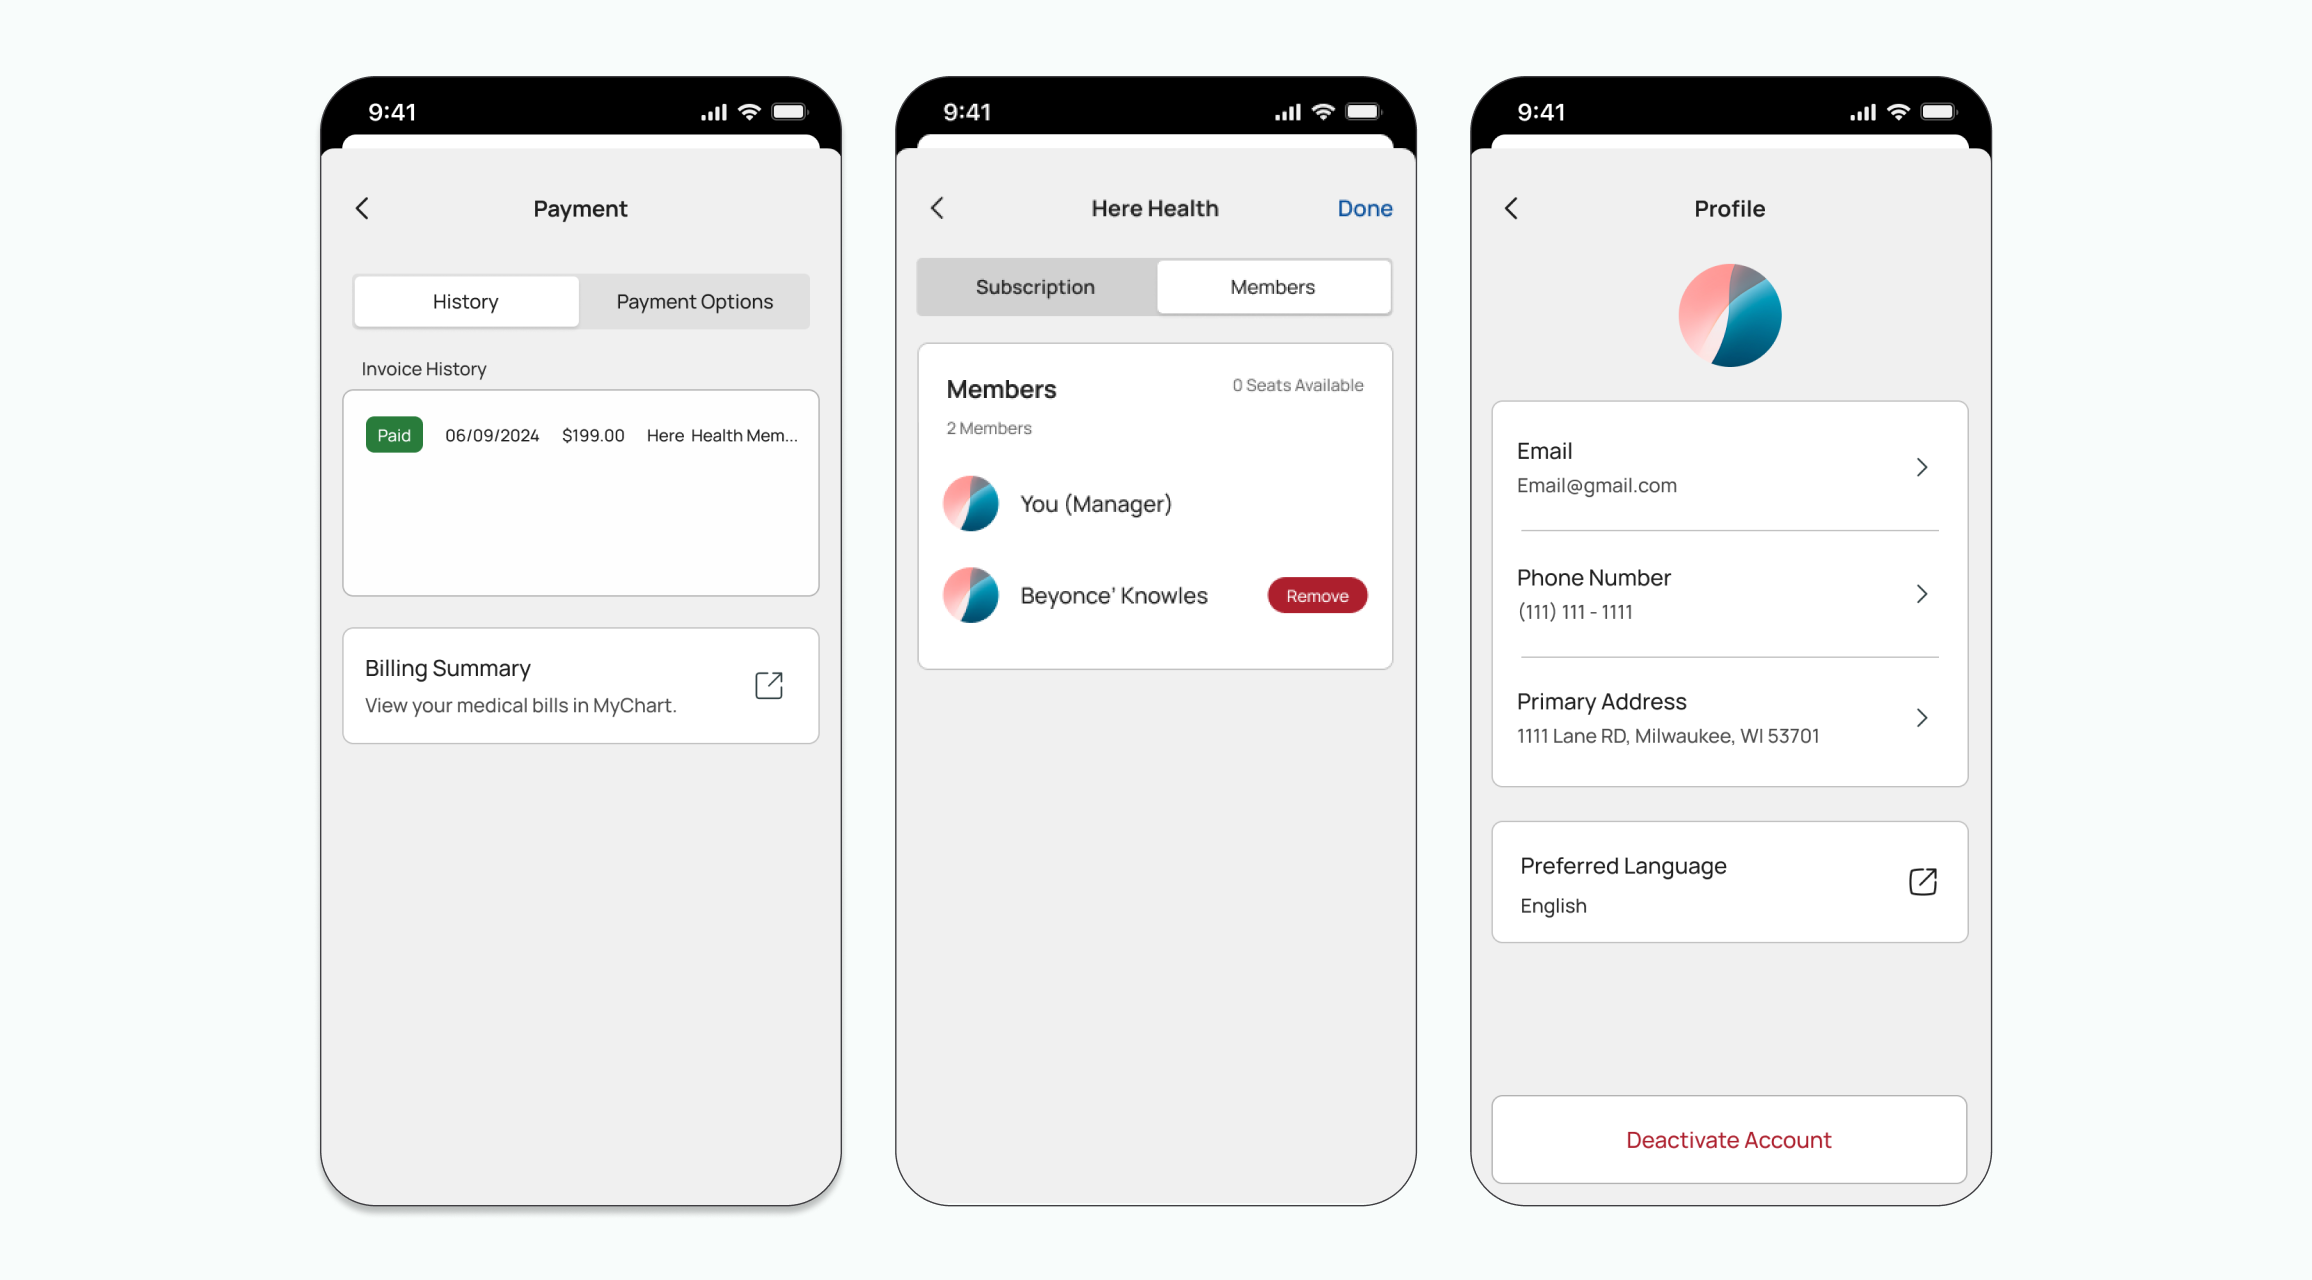 9:41
Payment
History
Payment Options
Invoice History
Paid 06/09/2024 $199.00 Here Health Mem...
Billing Summary
View your medical bills in MyChart.
9:41
Here Health
Done
Subscription
Members
Members
0 Seats Available
2 Members
You (Manager)
Beyonce' Knowles
Remove
9:41
Profile
Email
Email@gmail.com
Phone Number
(111) 111 - 1111
Primary Address
1111 Lane RD, Milwaukee, WI 53701
Preferred Language
English
Deactivate Account